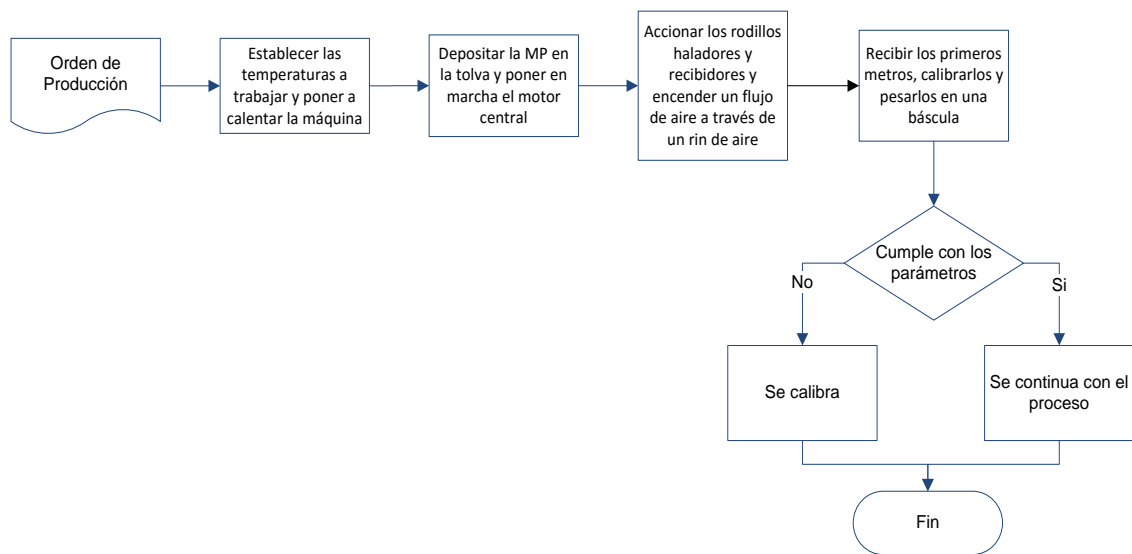 Orden de
Producción
Establecer las
temperaturas a
trabajar y poner a
calentar la máquina
Depositar la MP en
la tolva y poner en
marcha el motor
central
Accionar los rodillos
haladores y
recibidores y
encender un flujo
de aire a través de
un rin de aire
Recibir los primeros
metros, calibrarlos y
pesarlos en una
báscula
Cumple con los
parámetros
No
Si
Se calibra
Se continua con el
proceso
Fin